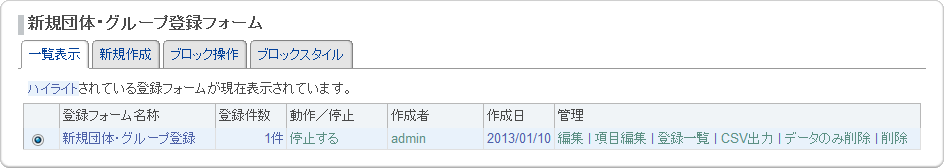 新規団体・グループ登録フォーム
一覧表示 新規作成 ブロック操作 ブロックスタイル
ハイライトされている登録フォームが現在表示されています。
登録フォーム名称 登録件数 動作／停止 作成者 作成日 管理
新規団体・グループ登録 1件 停止する admin 2013/01/10 編集 | 項目編集 | 登録一覧 | CSV出力 | データのみ削除 | 削除